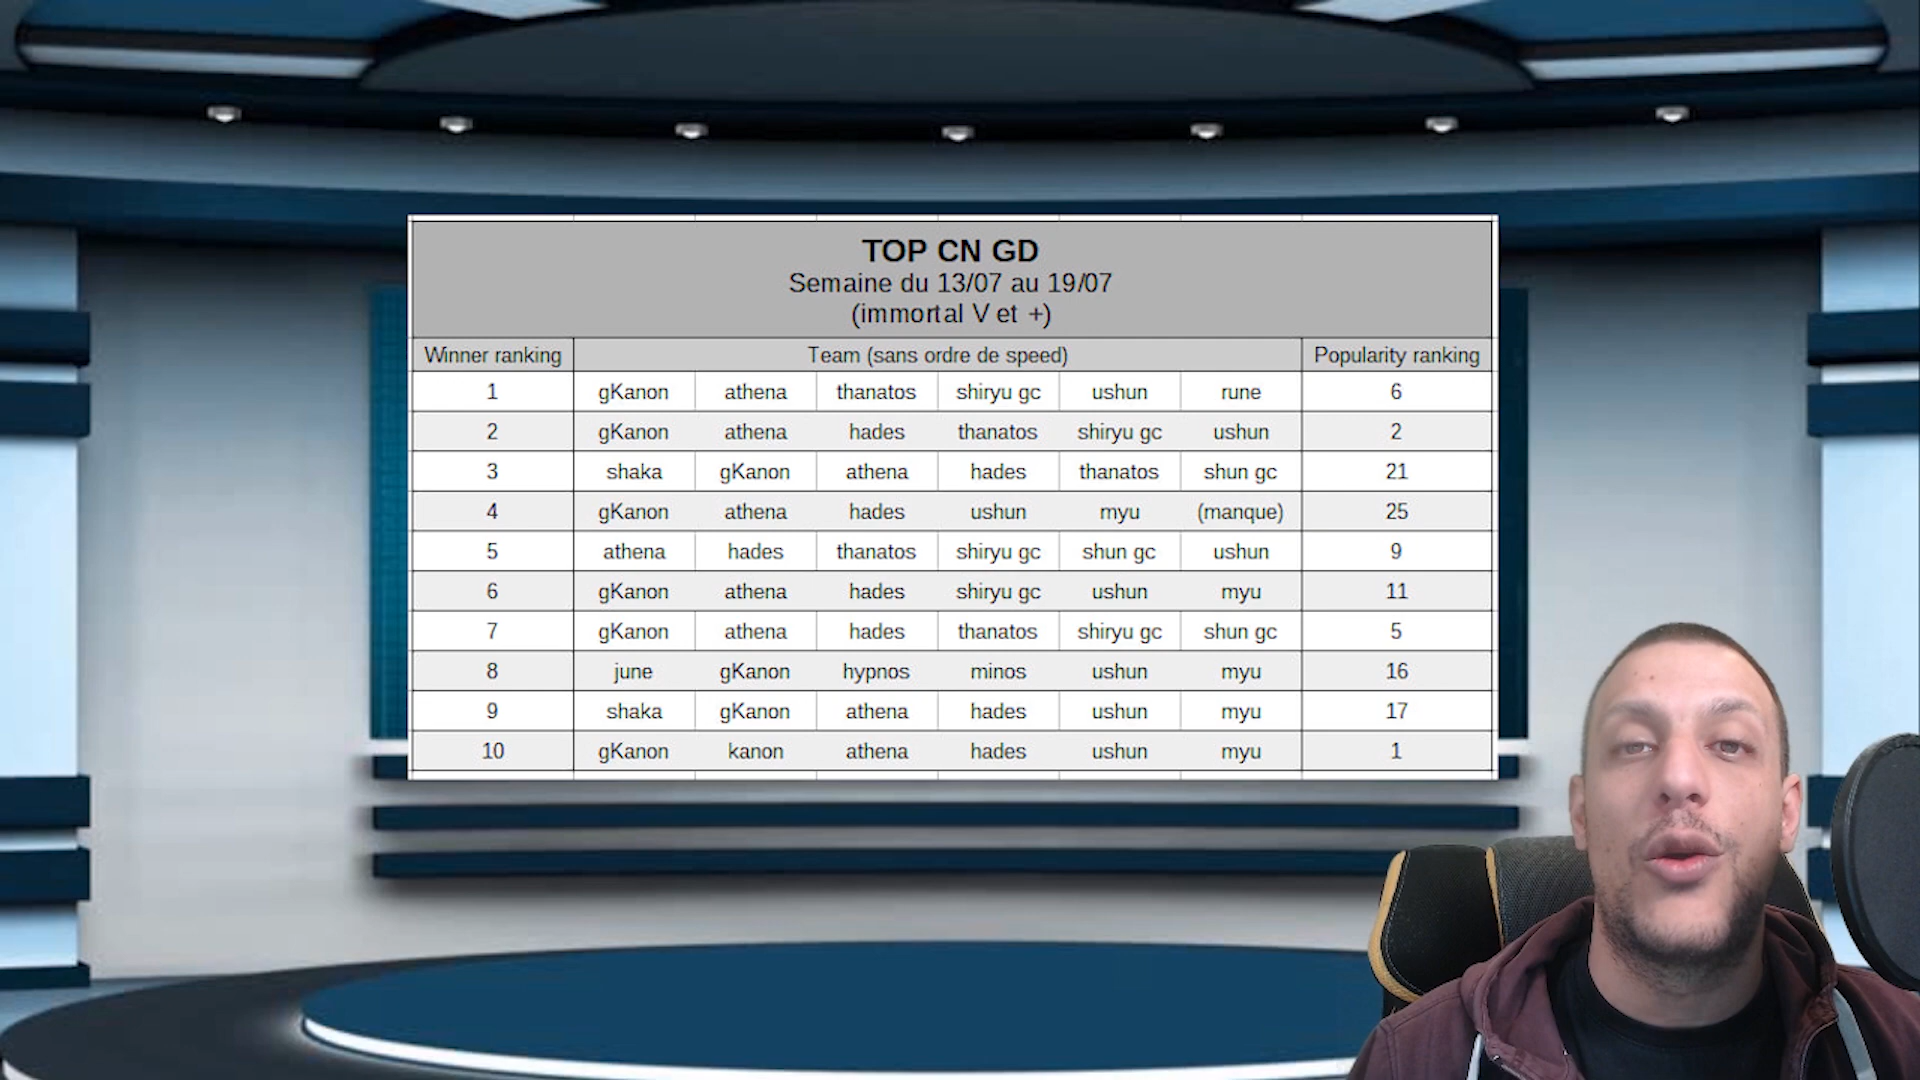 TOP CN GD
Semaine du 13/07 au 19/07
(immortal V et +)
Winner ranking Team (sans ordre de speed) Popularity ranking
1 gKanon athena thanatos shiryu gc ushun rune 6
2 gKanon athena hades thanatos shiryu gc ushun 2
3 shaka gKanon athena hades thanatos shun gc 21
4 gKanon athena hades ushun myu (manque) 25
5 athena hades thanatos shiryu gc shun gc ushun 9
6 gKanon athena hades shiryu gc ushun myu 11
7 gKanon athena hades thanatos shiryu gc shun gc 5
8 june gKanon hypnos minos ushun myu 16
9 shaka gKanon athena hades ushun myu 17
10 gKanon kanon athena hades ushun myu 1